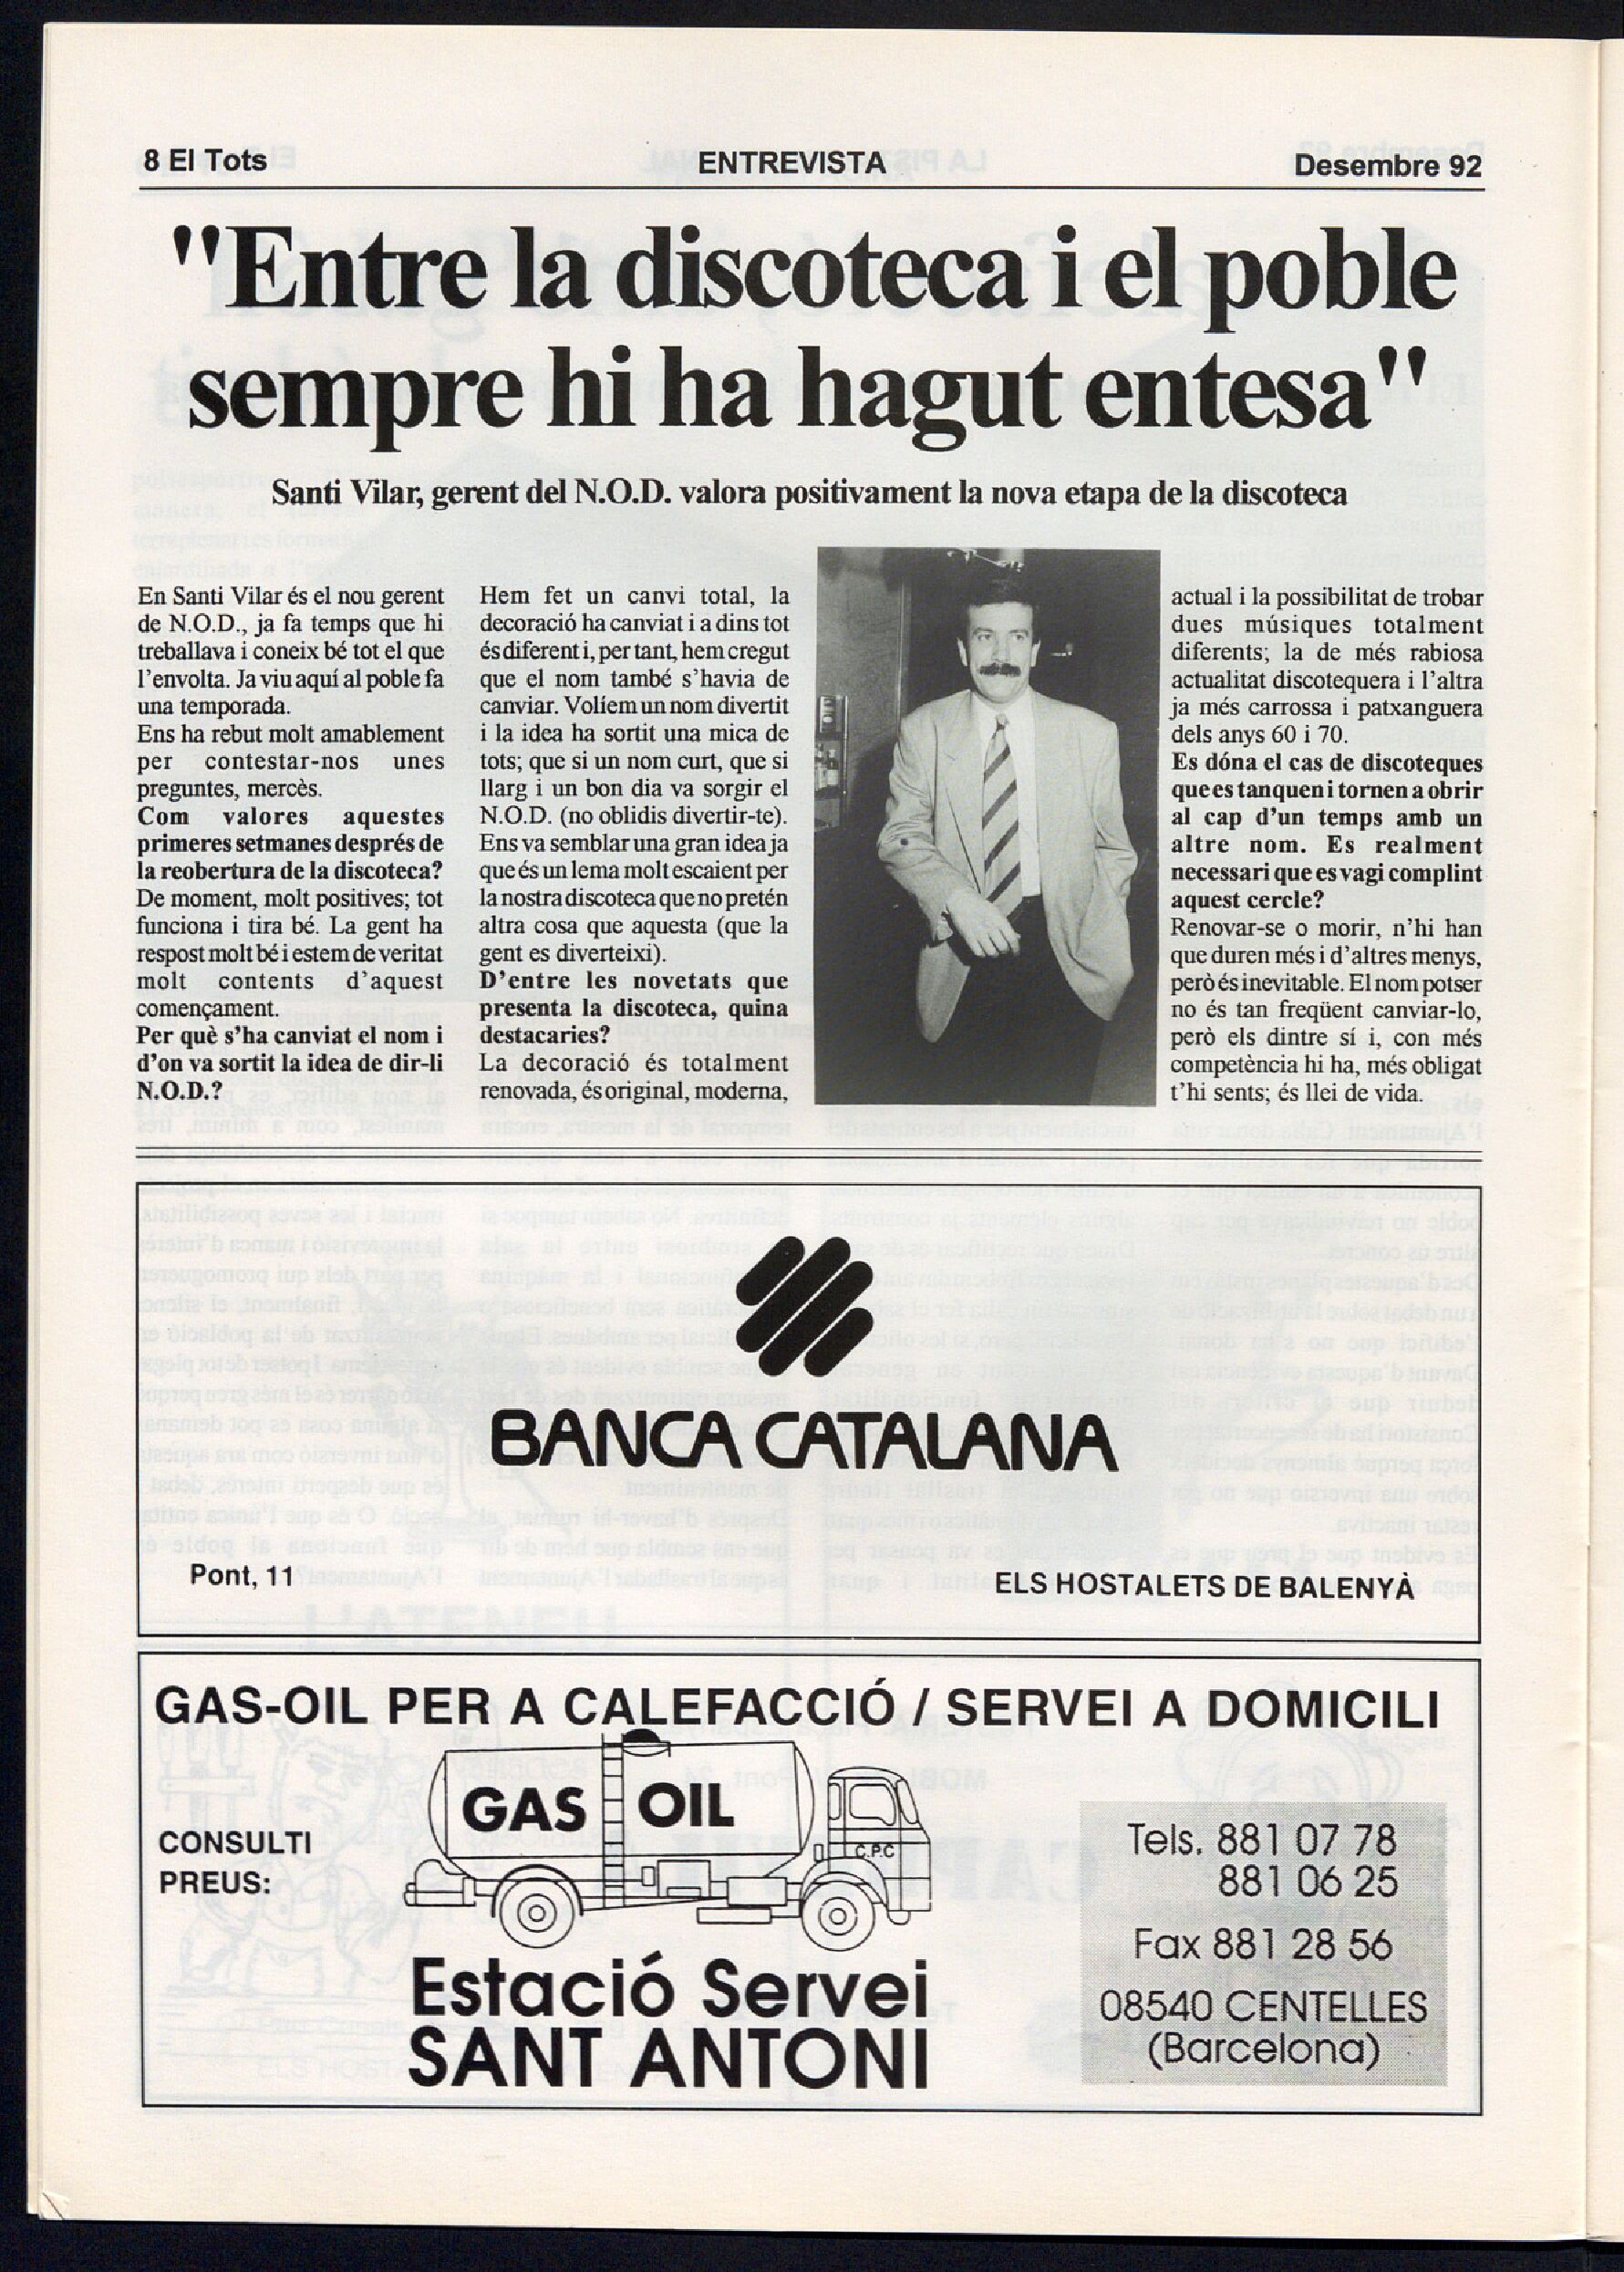 8 El Tots
ENTREVISTA
Desembre 92
"Entre la discoteca i el poble
sempre hi ha hagut entesa"
Santi Vilar, gerent del N.O.D. valora positivament la nova etapa de la discoteca
En Santi Vilar és el nou gerent
de N.O.D., ja fa temps que hi
treballava i coneix bé tot el que
l'envolta. Ja viu aquí al poble fa
una temporada.
Ens ha rebut molt amablement
per contestar-nos unes
preguntes, mercès.
Com valores aquestes
primeres setmanes després de
la reobertura de la discoteca?
De moment, molt positives; tot
funciona i tira bé. La gent ha
respost molt bé i estem de veritat
molt contents d'aquest
començament.
Per què s'ha canviat el nom i
d'on va sortit la idea de dir-li
N.O.D.?
Hem fet un canvi total, la
decoració ha canviat i a dins tot
és diferent i, per tant, hem cregut
que el nom també s'havia de
canviar. Volíem un nom divertit
i la idea ha sortit una mica de
tots; que si un nom curt, que si
llarg i un bon dia va sorgir el
N.O.D. (no oblidis divertir-te).
Ens va semblar una gran idea ja
que és un lema molt escaient per
la nostra discoteca que no pretén
altra cosa que aquesta (que la
gent es diverteixi).
D'entre les novetats que
presenta la discoteca, quina
destacaries?
La decoració és totalment
renovada, és original, moderna,
actual i la possibilitat de trobar
dues músiques totalment
diferents; la de més rabiosa
actualitat discotequera i l'altra
ja més carrossa i patxanguera
dels anys 60 i 70.
Es dóna el cas de discoteques
que es tanquen i tornen a obrir
al cap d'un temps amb un
altre nom. Es realment
necessari que es vagi complint
aquest cercle?
Renovar-se o morir, n'hi han
que duren més i d'altres menys,
però és inevitable. El nom potser
no és tan freqüent canviar-lo,
però els dintre sí i, con més
competència hi ha, més obligat
t'hi sents; és llei de vida.
BANCA CATALANA
Pont, 11
ELS HOSTALETS DE BALENYÀ
GAS-OIL PER A CALEFACCIÓ / SERVEI A DOMICILI
CONSULTI
PREUS:
GAS OIL
C.P.C
Estació Servei
SANT ANTONI
Tels. 881 07 78
881 06 25
Fax 881 28 56
08540 CENTELLES
(Barcelona)